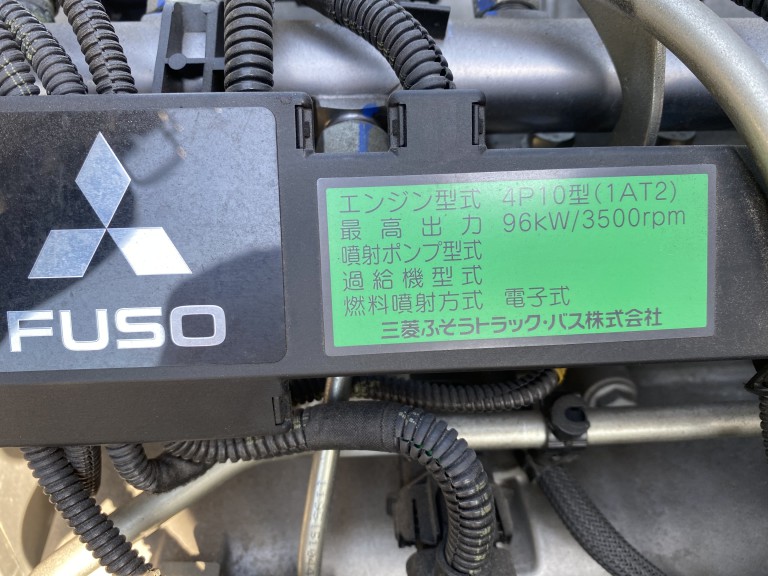 FUSO
エンジン型式 4P10型(1AT2)
最高出力 96kW/3500rpm
噴射ポンプ型式
過給機型式
燃料噴射方式 電子式
三菱ふそうトラック・バス株式会社